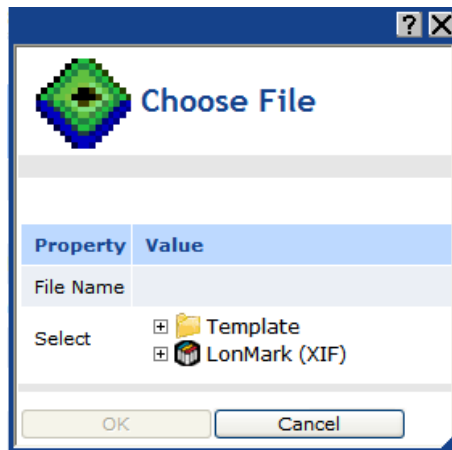 ?
Choose File
Property Value
File Name
Select
Template
LonMark (XIF)
OK Cancel